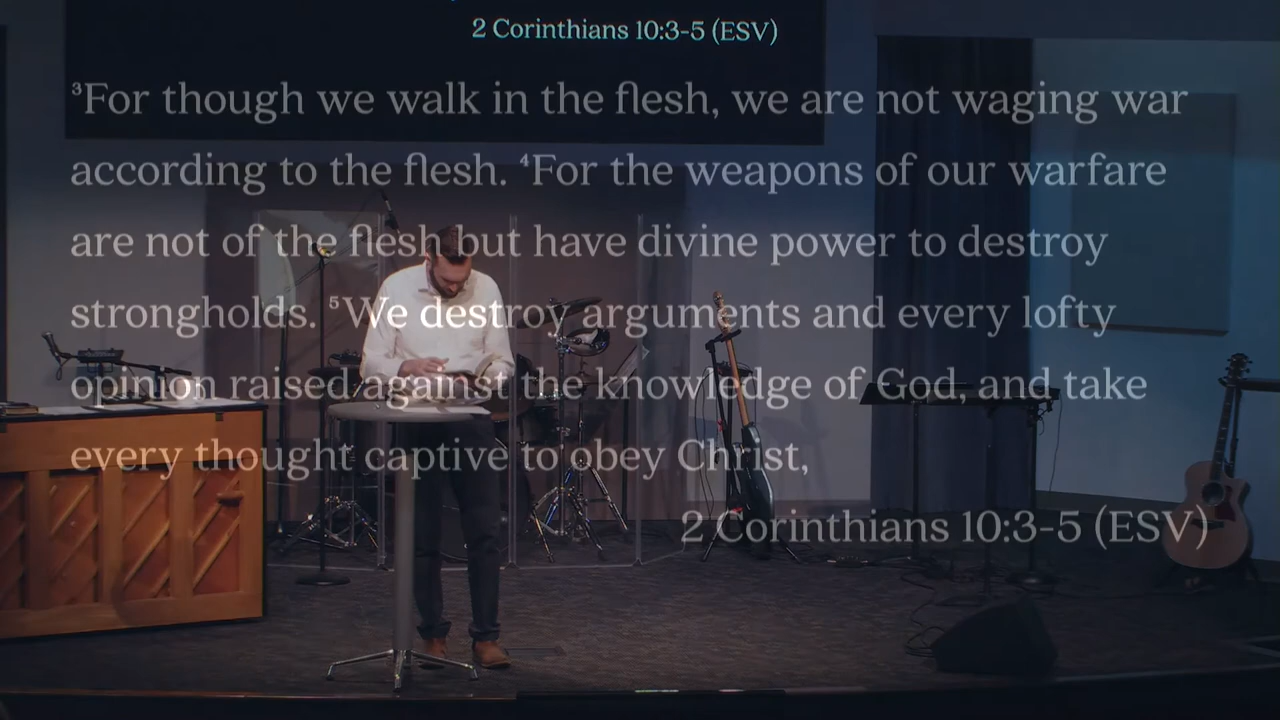 2 Corinthians 10:3-5 (ESV)
³For though we walk in the flesh, we are not waging war
according to the flesh. ⁴For the weapons of our warfare
are not of the flesh but have divine power to destroy
strongholds. ⁵We destroy arguments and every lofty
opinion raised against the knowledge of God, and take
every thought captive to obey Christ,
2 Corinthians 10:3-5 (ESV)